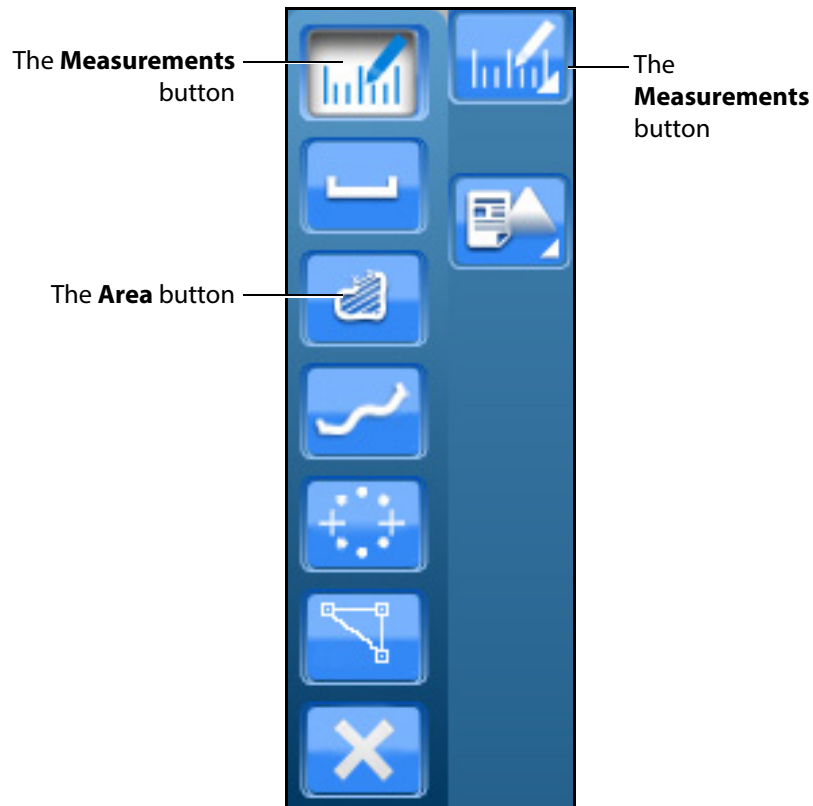 The Measurements
button
The
Measurements
button
The Area button